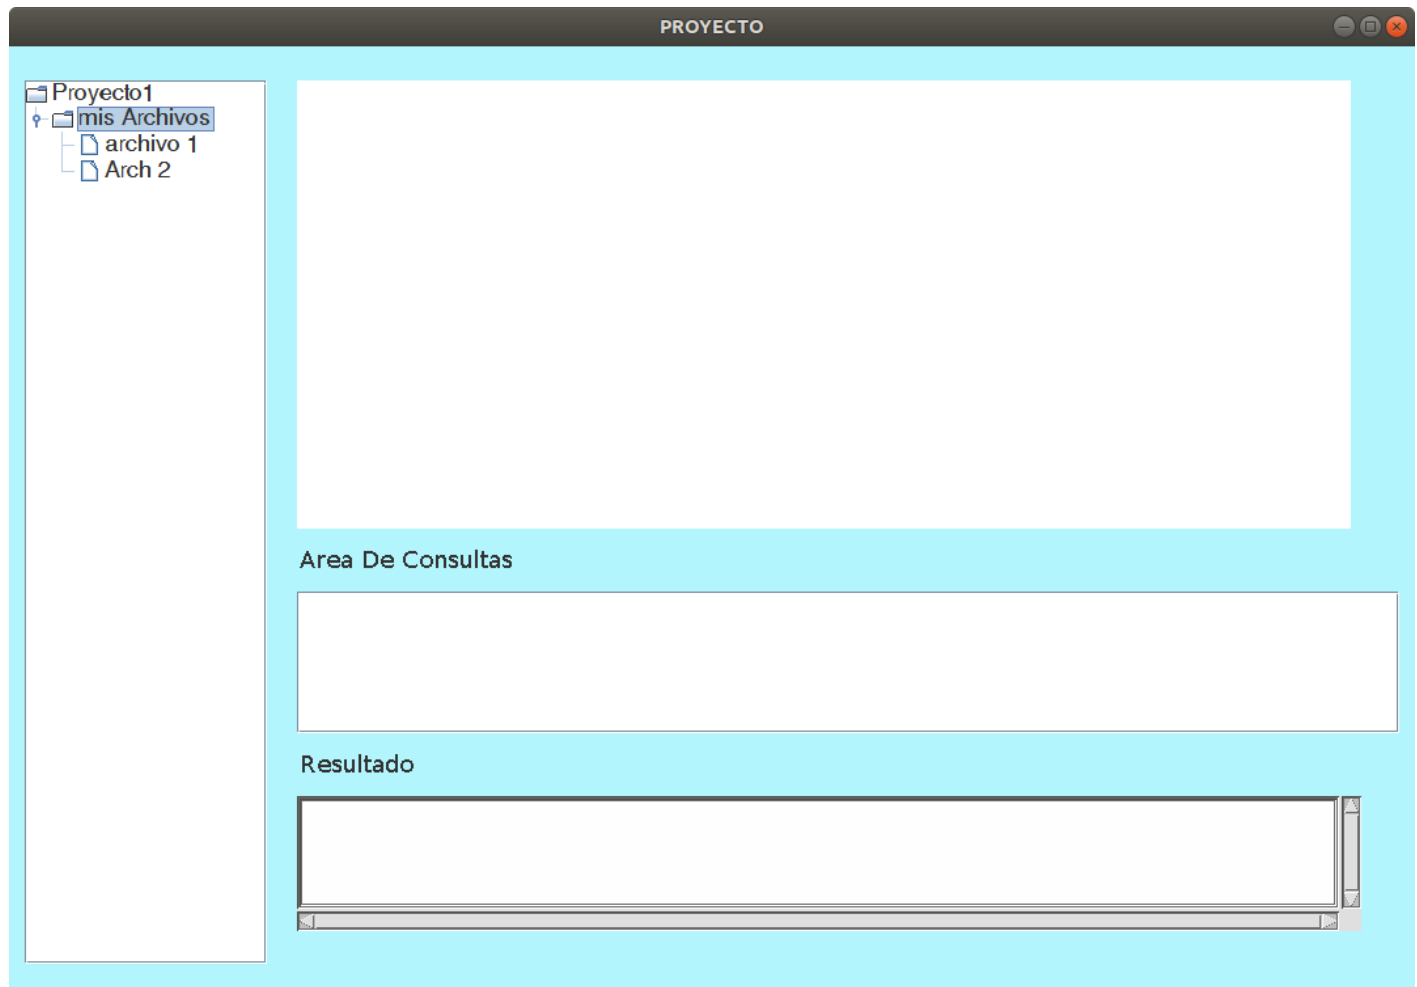 PROYECTO
Proyecto1
mis Archivos
archivo 1
Arch 2
Area De Consultas
Resultado